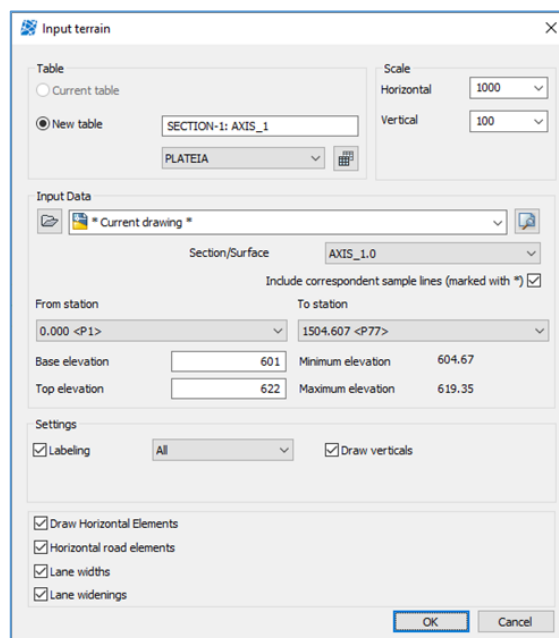 Input terrain
Table
Scale
Current table
Horizontal 1000
New table SECTION-1: AXIS_1
Vertical 100
PLATEIA
Input Data
* Current drawing *
Section/Surface AXIS_1.0
Include correspondent sample lines (marked with *)
From station To station
0.000 <P1> 1504.607 <P77>
Base elevation 601 Minimum elevation 604.67
Top elevation 622 Maximum elevation 619.35
Settings
Labeling All Draw verticals
Draw Horizontal Elements
Horizontal road elements
Lane widths
Lane widenings
OK Cancel